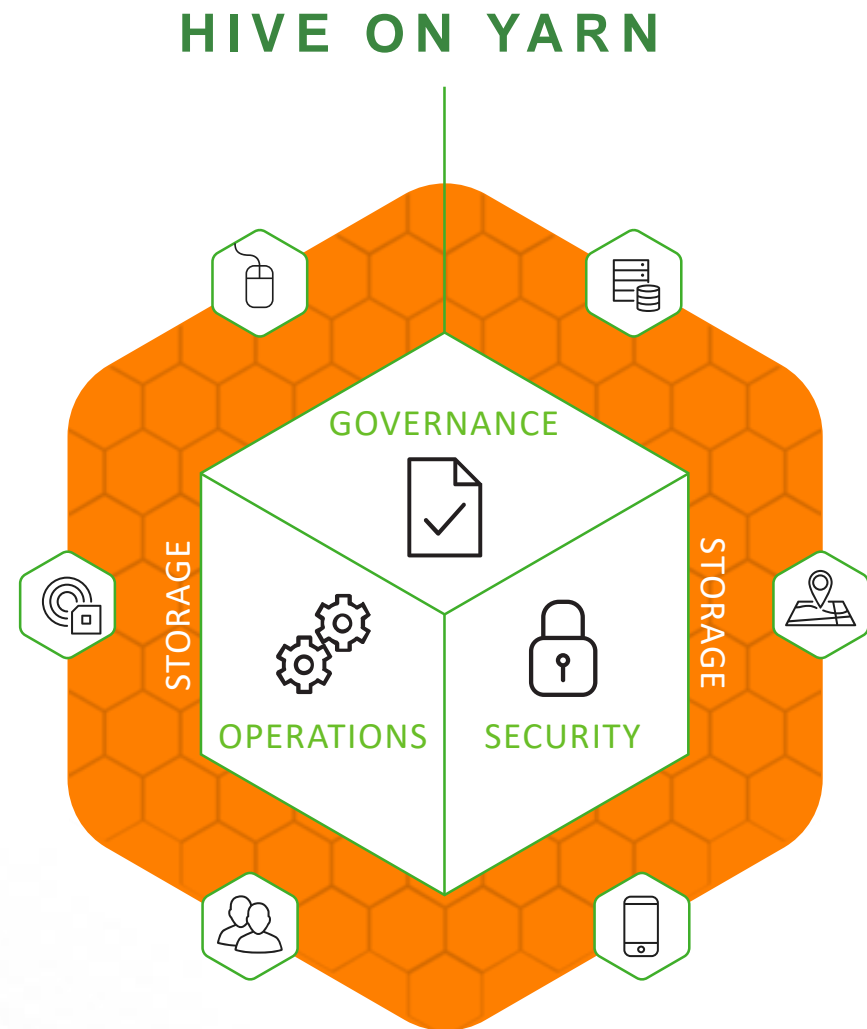 HIVE ON YARN
GOVERNANCE
STORAGE
STORAGE
OPERATIONS
SECURITY